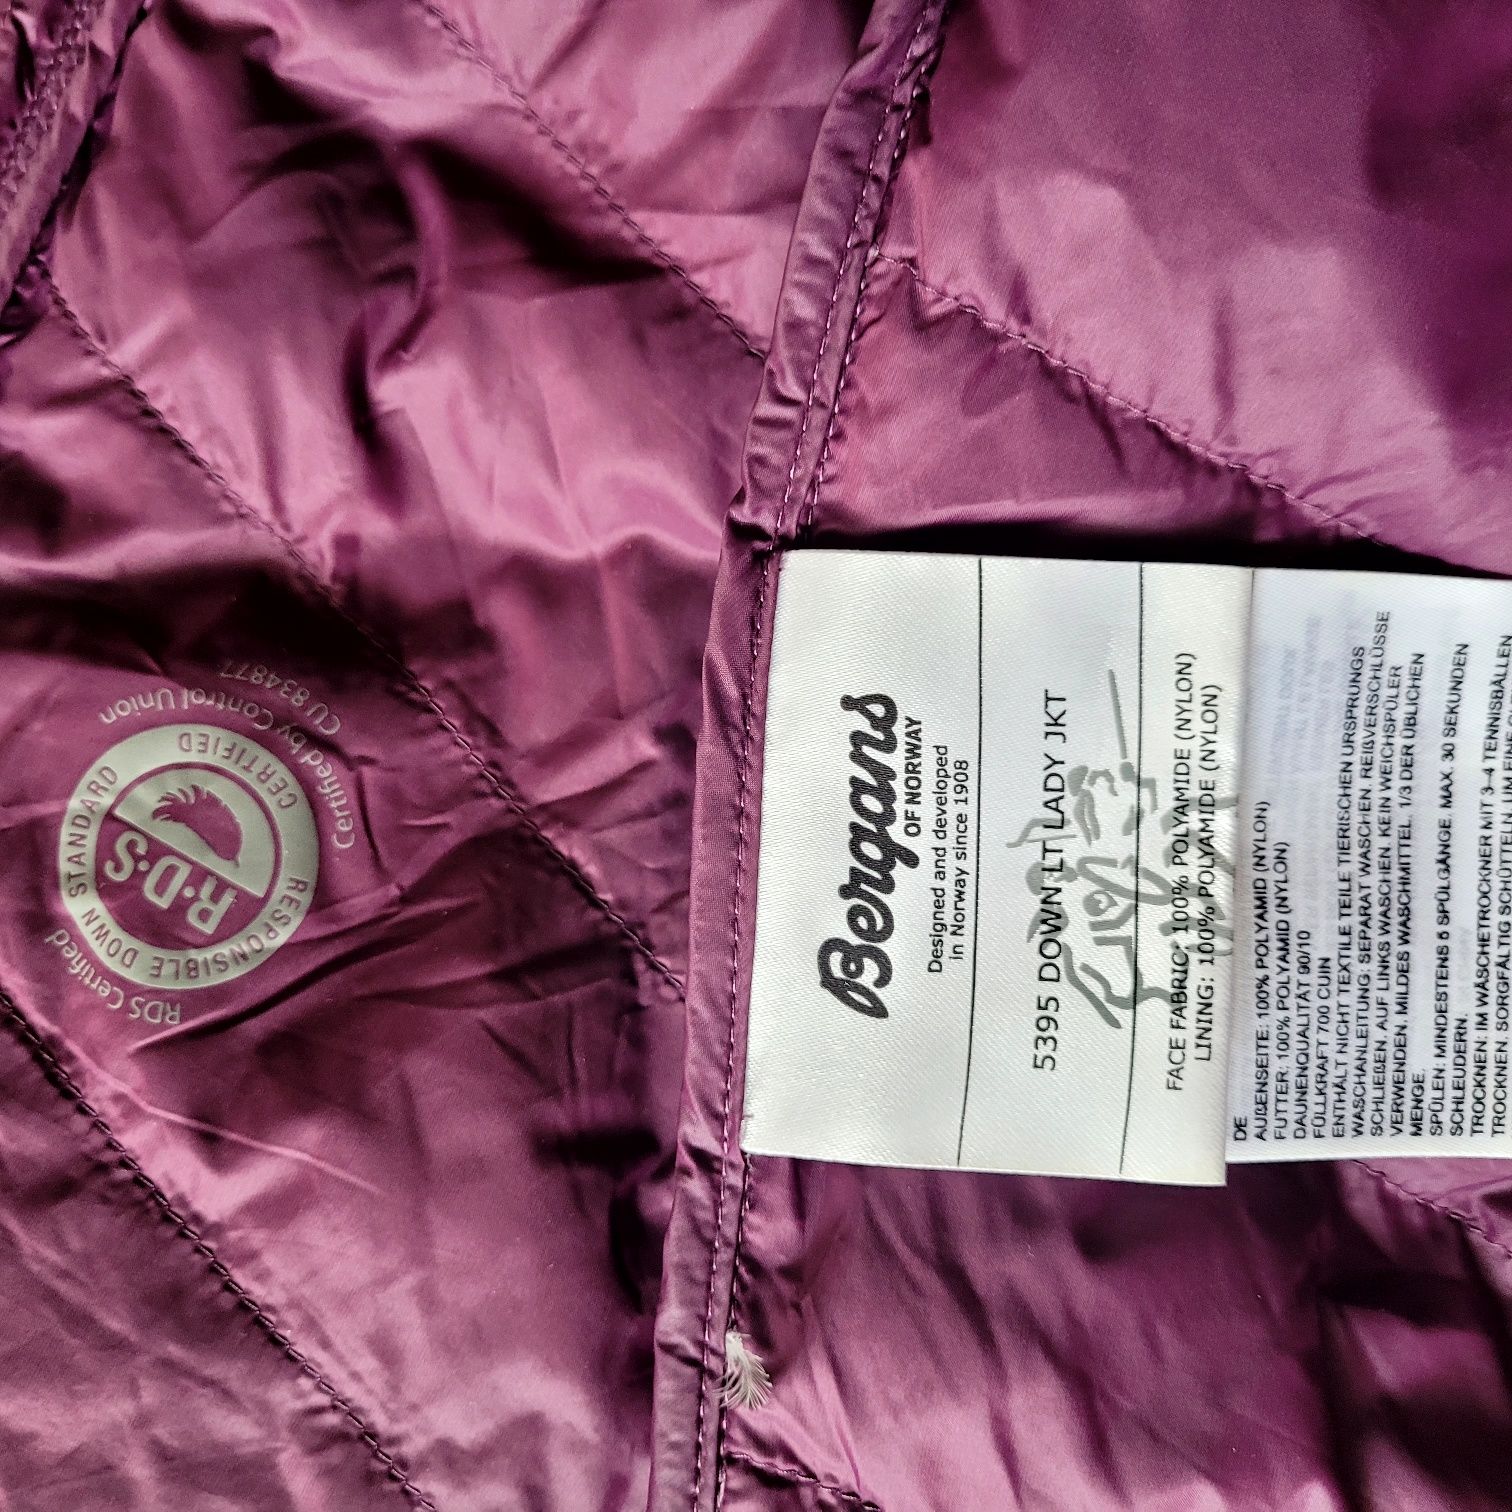 Bergans
OF NORWAY
Designed and developed
in Norway since 1908
5395 DOWN LT LADY JKT
FACE FABRIC: 100% POLYAMIDE (NYLON)
LINING: 100% POLYAMIDE (NYLON)
DE
AUßENSEITE: 100% POLYAMID (NYLON)
FUTTER: 100% POLYAMID (NYLON)
DAUNENQUALITÄT 90/10
FÜLLKRAFT 700 CUIN
ENTHÄLT NICHT TEXTILE TEILE TIERISCHEN URSPRUNGS
WASCHANLEITUNG: SEPARAT WASCHEN. REIßVERSCHLÜSSE
SCHLIEßEN. AUF LINKS WASCHEN. KEIN WEICHSPÜLER
VERWENDEN. MILDES WASCHMITTEL. 1/3 DER ÜBLICHEN
MENGE.
SPÜLEN: MINDESTENS 6 SPÜLGÄNGE. MAX. 30 SEKUNDEN
SCHLEUDERN.
TROCKNEN: IM WÄSCHETROCKNER MIT 3–4 TENNISBÄLLEN
TROCKNEN. SORGFÄLTIG SCHÜTTELN UM
RDS Certified
RESPONSIBLE DOWN STANDARD
R·D·S
CERTIFIED
Certified by Control Union
CU 834877